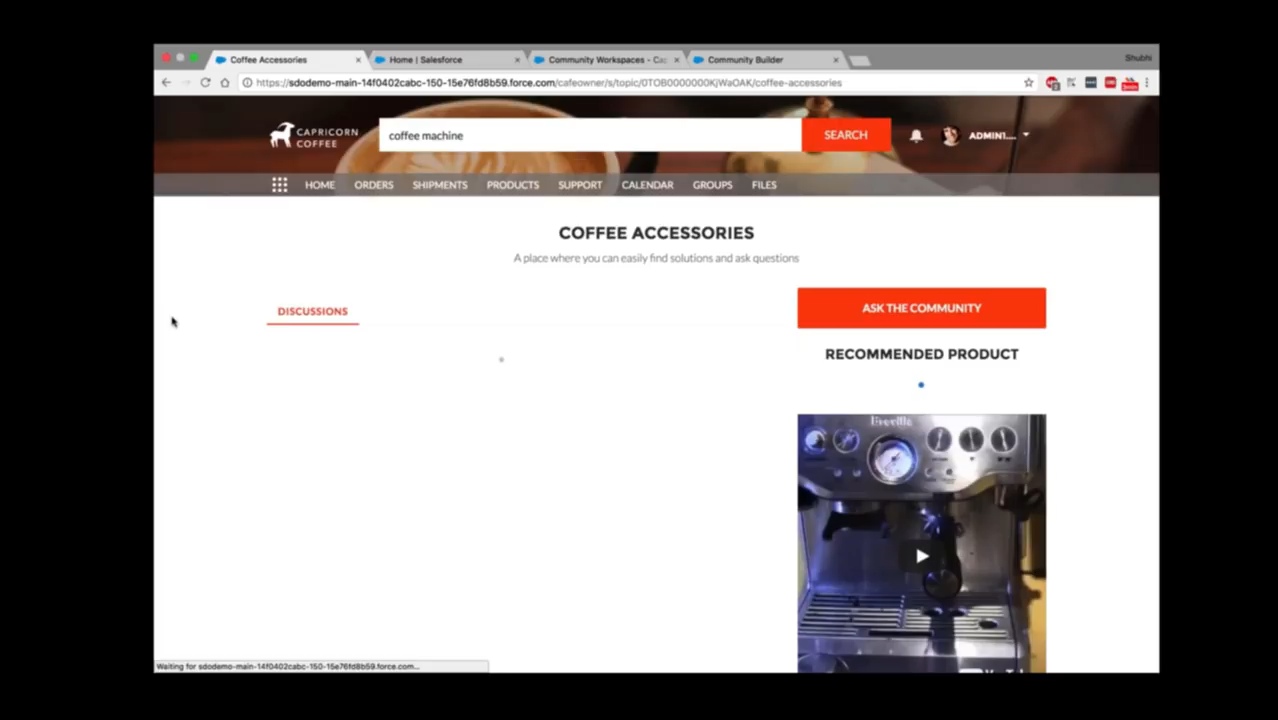 Coffee Accessories
Home | Salesforce
Community Workspaces - Ca
Community Builder
Shubhi
https://sdodemo-main-14f0402cabc-150-15e76fd8b59.force.com/cafeowner/s/topic/0TOB0000000KjWaOAK/coffee-accessories
CAPRICORN
COFFEE
coffee machine
SEARCH
ADMIN1....
HOME
ORDERS
SHIPMENTS
PRODUCTS
SUPPORT
CALENDAR
GROUPS
FILES
COFFEE ACCESSORIES
A place where you can easily find solutions and ask questions
DISCUSSIONS
ASK THE COMMUNITY
RECOMMENDED PRODUCT
Breville
Waiting for sdodemo-main-14f0402cabc-150-15e76fd8b59.force.com...